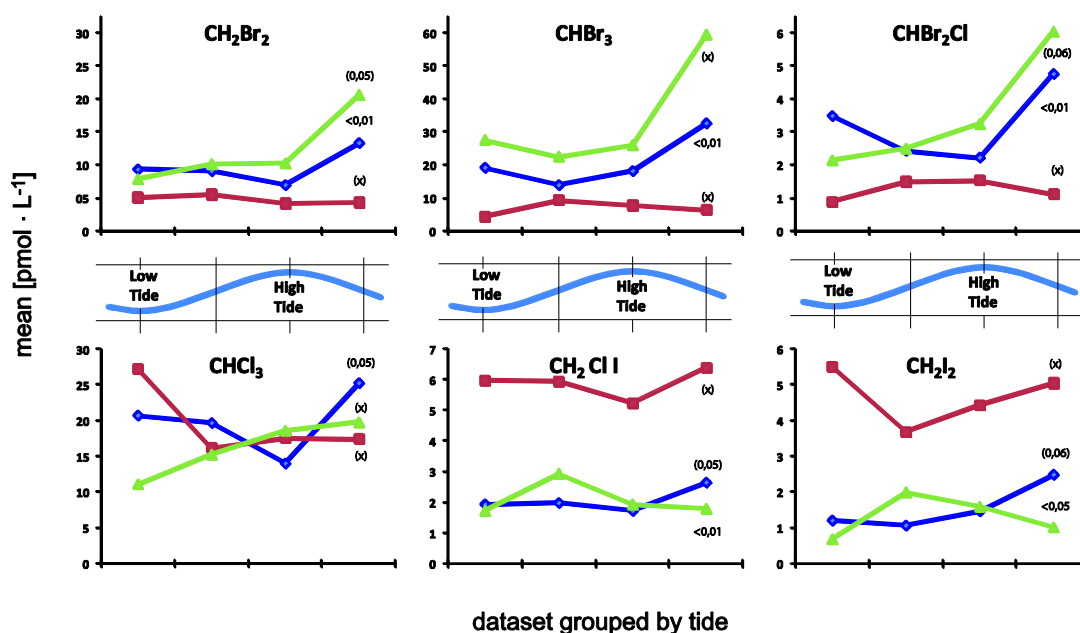 mean [pmol · L⁻¹]
CH₂Br₂
30
25
20
15
10
05
0
(0,05)
<0,01
(x)
CHBr₃
60
50
40
30
20
10
0
(x)
<0,01
(x)
CHBr₂Cl
6
5
4
3
2
1
0
(0,06)
<0,01
(x)
Low
Tide
High
Tide
Low
Tide
High
Tide
Low
Tide
High
Tide
CHCl₃
30
25
20
15
10
5
0
(0,05)
(x)
(x)
CH₂ Cl I
7
6
5
4
3
2
1
0
(x)
(0,05)
<0,01
CH₂I₂
6
5
4
3
2
1
0
(x)
(0,06)
<0,05
dataset grouped by tide